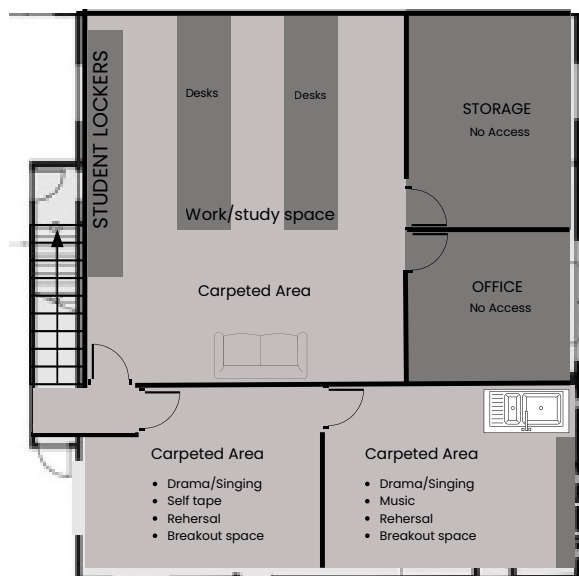 STUDENT LOCKERS
Desks
Desks
STORAGE
No Access
Work/study space
OFFICE
No Access
Carpeted Area
Carpeted Area
• Drama/Singing
• Self tape
• Rehersal
• Breakout space
Carpeted Area
• Drama/Singing
• Music
• Rehersal
• Breakout space